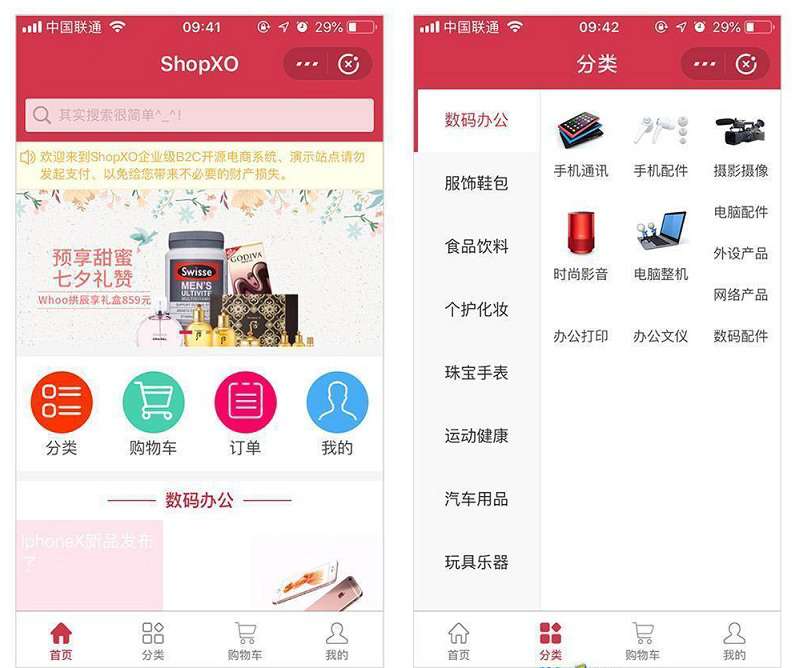 中国联通
09:41
29%
ShopXO
其实搜索很简单^_^!
欢迎来到ShopXO企业级B2C开源电商系统、演示站点请勿
发起支付、以免给您带来不必要的财产损失。
预享甜蜜
七夕礼赞
Whoo拱辰享礼盒859元
Swisse
MEN'S
ULTIVITE
GODIVA
CHANEL
分类
购物车
订单
我的
数码办公
iphoneX新品发布
了
首页
分类
购物车
我的
中国联通
09:42
29%
分类
数码办公
服饰鞋包
食品饮料
个护化妆
珠宝手表
运动健康
汽车用品
玩具乐器
手机通讯
手机配件
摄影摄像
电脑配件
时尚影音
电脑整机
外设产品
网络产品
办公打印
办公文仪
数码配件
首页
分类
购物车
我的